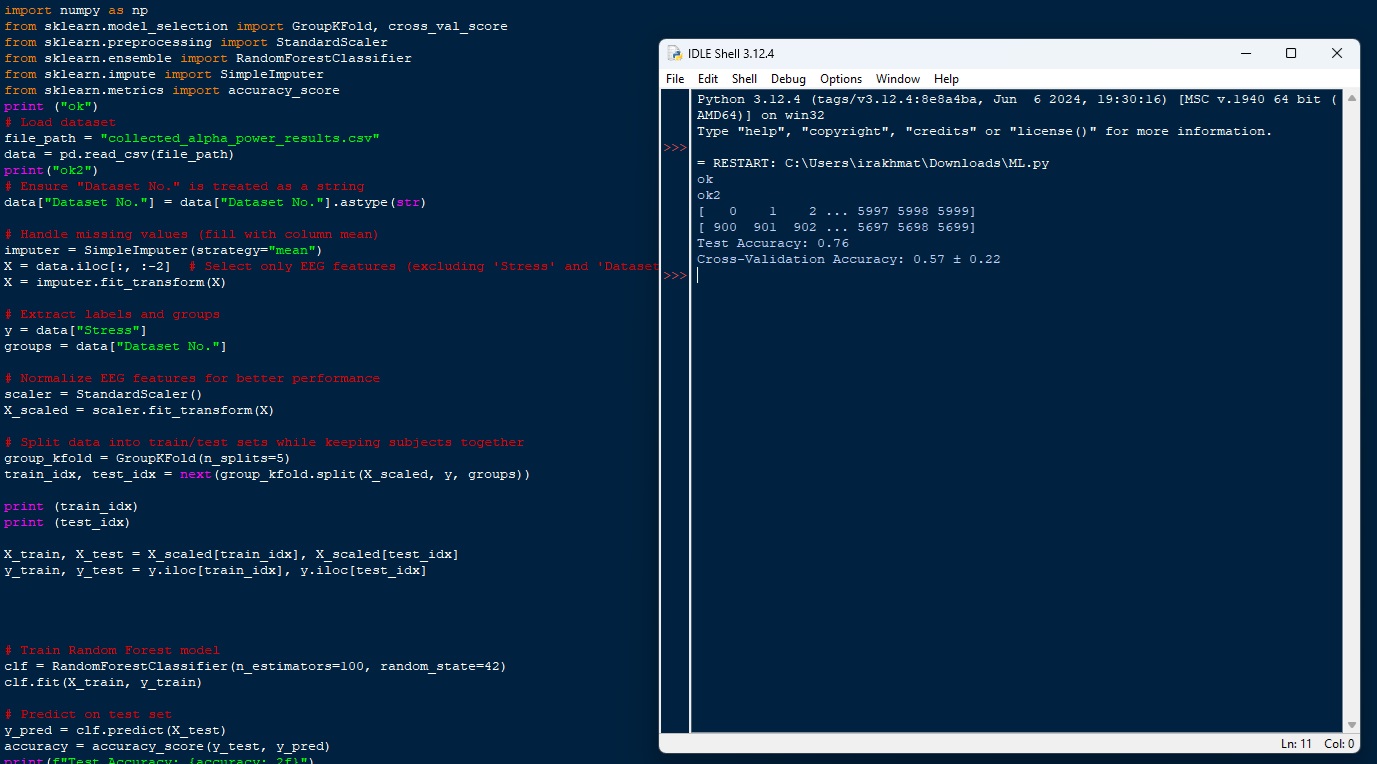 import numpy as np
from sklearn.model_selection import GroupKFold, cross_val_score
from sklearn.preprocessing import StandardScaler
from sklearn.ensemble import RandomForestClassifier
from sklearn.impute import SimpleImputer
from sklearn.metrics import accuracy_score
print ("ok")
# Load dataset
file_path = "collected_alpha_power_results.csv"
data = pd.read_csv(file_path)
print("ok2")
# Ensure "Dataset No." is treated as a string
data["Dataset No."] = data["Dataset No."].astype(str)
# Handle missing values (fill with column mean)
imputer = SimpleImputer(strategy="mean")
X = data.iloc[:, :-2]  # Select only EEG features (excluding 'Stress' and 'Dataset
X = imputer.fit_transform(X)
# Extract labels and groups
y = data["Stress"]
groups = data["Dataset No."]
# Normalize EEG features for better performance
scaler = StandardScaler()
X_scaled = scaler.fit_transform(X)
# Split data into train/test sets while keeping subjects together
group_kfold = GroupKFold(n_splits=5)
train_idx, test_idx = next(group_kfold.split(X_scaled, y, groups))
print (train_idx)
print (test_idx)
X_train, X_test = X_scaled[train_idx], X_scaled[test_idx]
y_train, y_test = y.iloc[train_idx], y.iloc[test_idx]
# Train Random Forest model
clf = RandomForestClassifier(n_estimators=100, random_state=42)
clf.fit(X_train, y_train)
# Predict on test set
y_pred = clf.predict(X_test)
accuracy = accuracy_score(y_test, y_pred)
print(f"Test Accuracy: {accuracy:.2f}")
IDLE Shell 3.12.4
File Edit Shell Debug Options Window Help
Python 3.12.4 (tags/v3.12.4:8e8a4ba, Jun  6 2024, 19:30:16) [MSC v.1940 64 bit (
AMD64)] on win32
Type "help", "copyright", "credits" or "license()" for more information.
>>>
= RESTART: C:\Users\irakhmat\Downloads\ML.py
ok
ok2
[   0    1    2 ... 5997 5998 5999]
[ 900  901  902 ... 5697 5698 5699]
Test Accuracy: 0.76
Cross-Validation Accuracy: 0.57 ± 0.22
>>>
Ln: 11 Col: 0